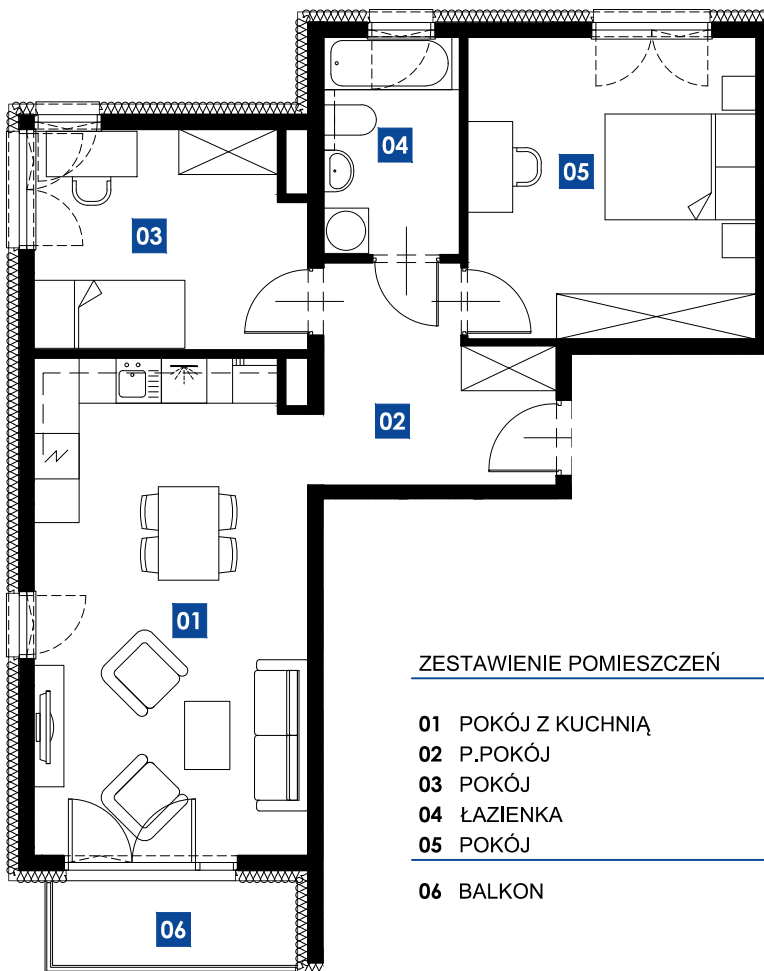 04
05
03
02
01
ZESTAWIENIE POMIESZCZEŃ
01 POKÓJ Z KUCHNIĄ
02 P.POKÓJ
03 POKÓJ
04 ŁAZIENKA
05 POKÓJ
06 BALKON
06